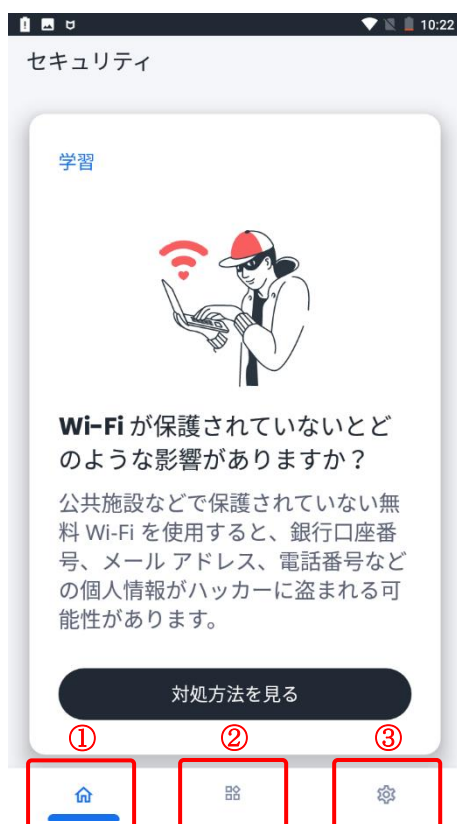 10:22
セキュリティ
学習
Wi-Fi が保護されていないとど
のような影響がありますか？
公共施設などで保護されていない無
料 Wi-Fi を使用すると、銀行口座番
号、メール アドレス、電話番号など
の個人情報がハッカーに盗まれる可
能性があります。
対処方法を見る
① ② ③